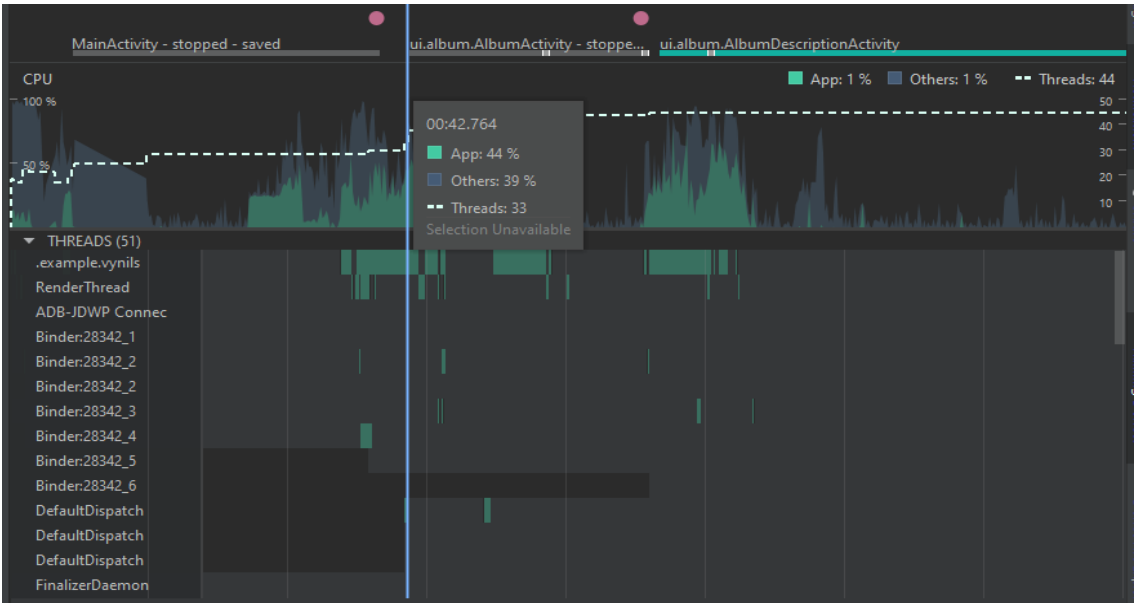 MainActivity - stopped - saved
ui.album.AlbumActivity - stoppe...
ui.album.AlbumDescriptionActivity
CPU
App: 1 %
Others: 1 %
Threads: 44
100 %
50
40
50 %
30
20
10
00:42.764
App: 44 %
Others: 39 %
Threads: 33
Selection Unavailable
THREADS (51)
.example.vynils
RenderThread
ADB-JDWP Connec
Binder:28342_1
Binder:28342_2
Binder:28342_2
Binder:28342_3
Binder:28342_4
Binder:28342_5
Binder:28342_6
DefaultDispatch
DefaultDispatch
DefaultDispatch
FinalizerDaemon